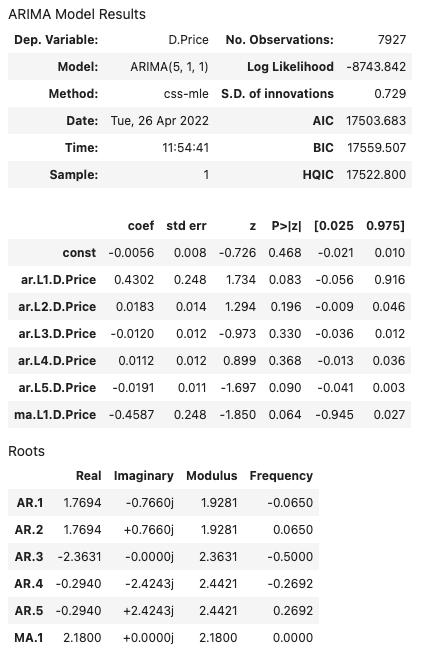 ARIMA Model Results
Dep. Variable: D.Price No. Observations: 7927
Model: ARIMA(5, 1, 1) Log Likelihood -8743.842
Method: css-mle S.D. of innovations 0.729
Date: Tue, 26 Apr 2022 AIC 17503.683
Time: 11:54:41 BIC 17559.507
Sample: 1 HQIC 17522.800
coef std err z P>|z| [0.025 0.975]
const -0.0056 0.008 -0.726 0.468 -0.021 0.010
ar.L1.D.Price 0.4302 0.248 1.734 0.083 -0.056 0.916
ar.L2.D.Price 0.0183 0.014 1.294 0.196 -0.009 0.046
ar.L3.D.Price -0.0120 0.012 -0.973 0.330 -0.036 0.012
ar.L4.D.Price 0.0112 0.012 0.899 0.368 -0.013 0.036
ar.L5.D.Price -0.0191 0.011 -1.697 0.090 -0.041 0.003
ma.L1.D.Price -0.4587 0.248 -1.850 0.064 -0.945 0.027
Roots
Real Imaginary Modulus Frequency
AR.1 1.7694 -0.7660j 1.9281 -0.0650
AR.2 1.7694 +0.7660j 1.9281 0.0650
AR.3 -2.3631 -0.0000j 2.3631 -0.5000
AR.4 -0.2940 -2.4243j 2.4421 -0.2692
AR.5 -0.2940 +2.4243j 2.4421 0.2692
MA.1 2.1800 +0.0000j 2.1800 0.0000